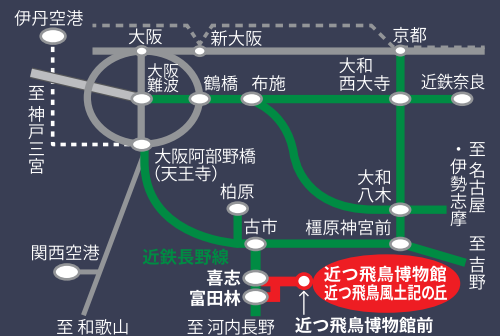 伊丹空港
大阪
新大阪
京都
大阪
難波
鶴橋
布施
大和
西大寺
近鉄奈良
至神戸三宮
大阪阿部野橋
（天王寺）
柏原
大和
八木
至名古屋
・伊勢志摩
古市
橿原神宮前
至吉野
関西空港
近鉄長野線
喜志
富田林
近つ飛鳥博物館
近つ飛鳥風土記の丘
至 和歌山
至 河内長野
近つ飛鳥博物館前